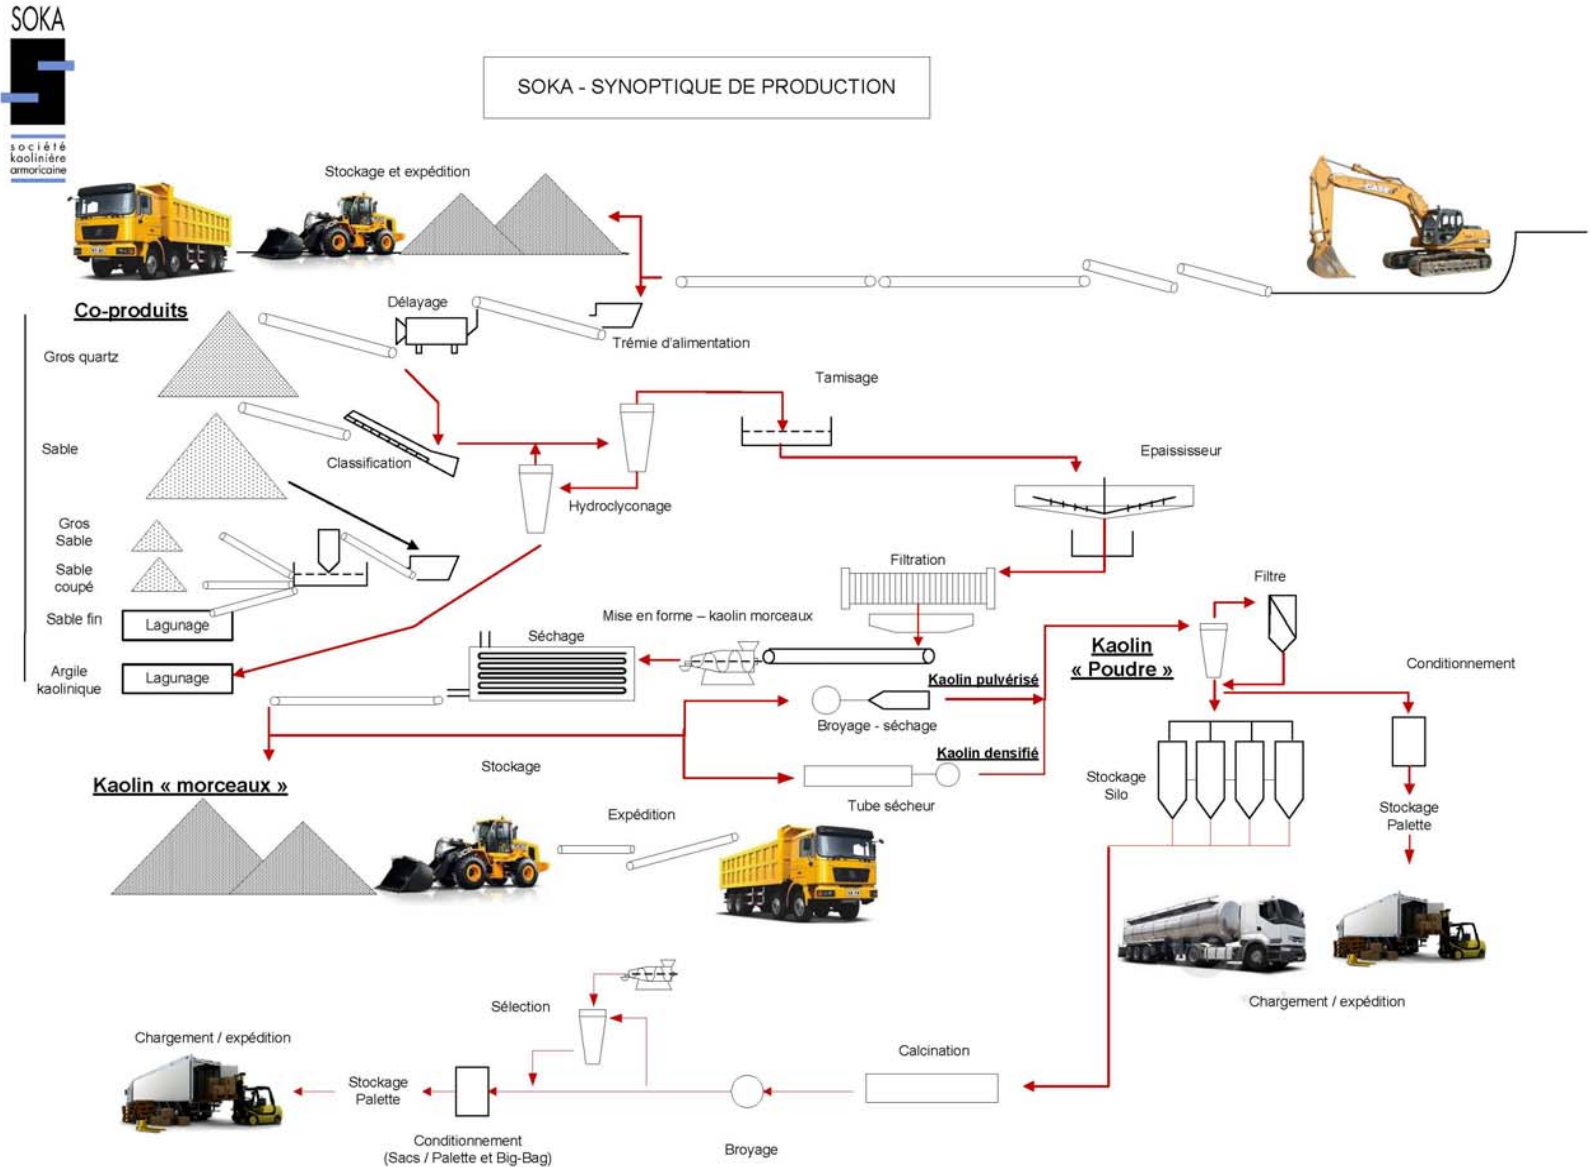 SOKA
société
kaolinière
armoricaine
SOKA - SYNOPTIQUE DE PRODUCTION
Stockage et expédition
Co-produits
Délayage
Trémie d'alimentation
Gros quartz
Tamisage
Sable
Classification
Epaississeur
Hydroclyconage
Gros
Sable
Sable
coupé
Filtration
Filtre
Sable fin
Lagunage
Mise en forme – kaolin morceaux
Séchage
Kaolin
« Poudre »
Conditionnement
Argile
kaolinique
Lagunage
Kaolin pulvérisé
Broyage - séchage
Kaolin densifié
Stockage
Kaolin « morceaux »
Stockage
Silo
Tube sécheur
Stockage
Palette
Expédition
Chargement / expédition
Sélection
Chargement / expédition
Calcination
Stockage
Palette
Conditionnement
(Sacs / Palette et Big-Bag)
Broyage